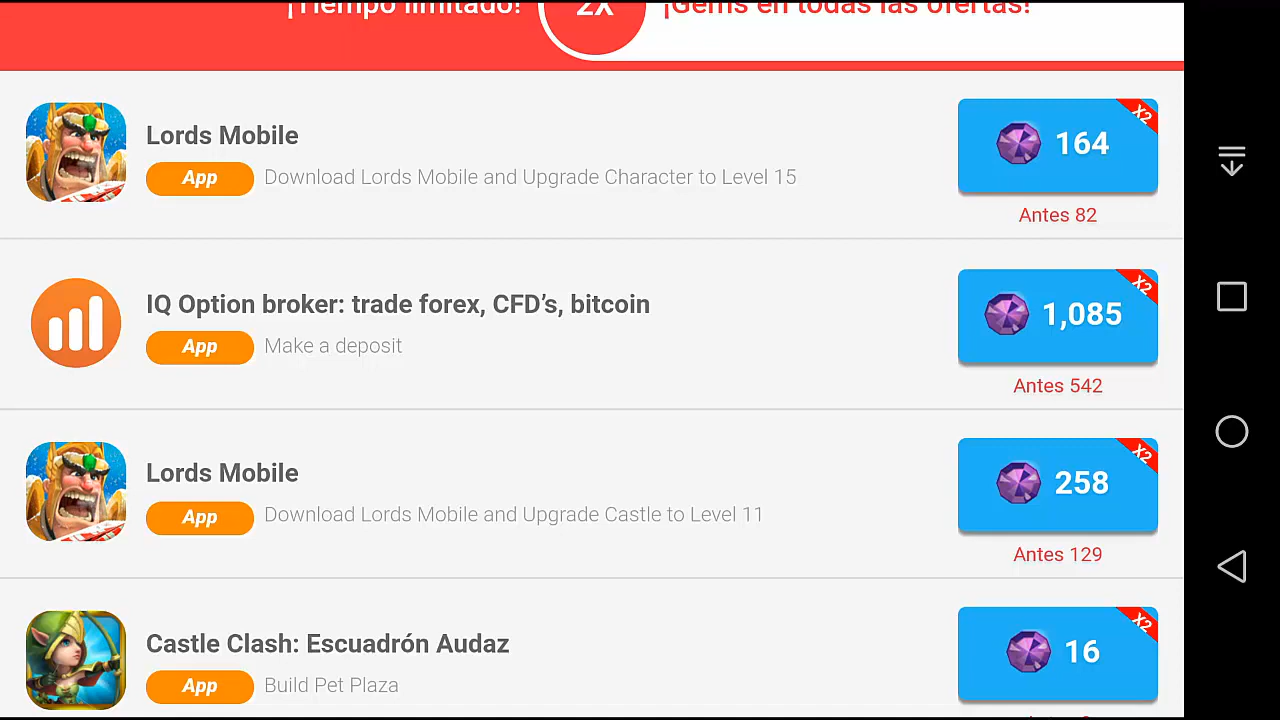 ¡Tiempo limitado!
2X
¡Gems en todas las ofertas!
Lords Mobile
App
Download Lords Mobile and Upgrade Character to Level 15
X2
164
Antes 82
IQ Option broker: trade forex, CFD’s, bitcoin
App
Make a deposit
X2
1,085
Antes 542
Lords Mobile
App
Download Lords Mobile and Upgrade Castle to Level 11
X2
258
Antes 129
Castle Clash: Escuadrón Audaz
App
Build Pet Plaza
X2
16